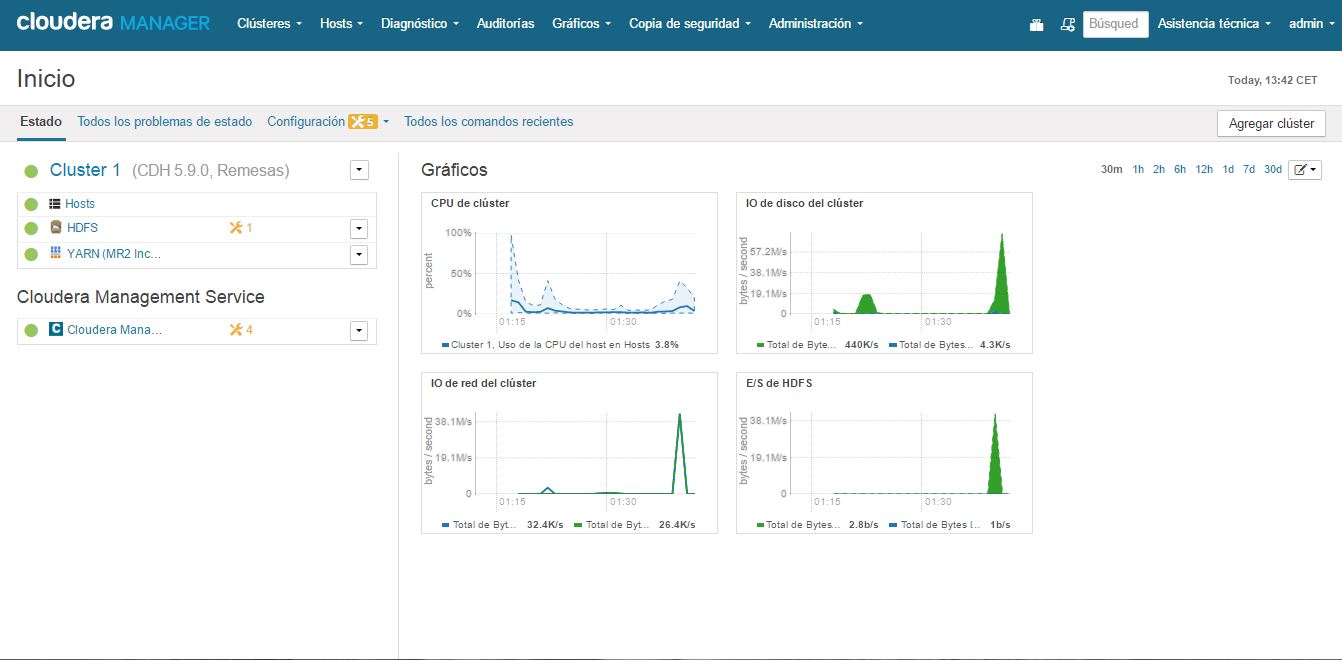 cloudera MANAGER Clústeres Hosts Diagnóstico Auditorías Gráficos Copia de seguridad Administración Búsqued Asistencia técnica admin
Inicio
Today, 13:42 CET
Estado Todos los problemas de estado Configuración 5 Todos los comandos recientes Agregar clúster
Cluster 1 (CDH 5.9.0, Remesas)
Hosts
HDFS 1
YARN (MR2 Inc...
Cloudera Management Service
C Cloudera Mana... 4
Gráficos
30m 1h 2h 6h 12h 1d 7d 30d
CPU de clúster
percent
100%
50%
0%
01:15 01:30
Cluster 1, Uso de la CPU del host en Hosts 3.8%
IO de disco del clúster
bytes / second
57.2M/s
38.1M/s
19.1M/s
0
01:15 01:30
Total de Byte... 440K/s Total de Bytes... 4.3K/s
IO de red del clúster
bytes / second
38.1M/s
19.1M/s
0
01:15 01:30
Total de Byt... 32.4K/s Total de Byt... 26.4K/s
E/S de HDFS
bytes / second
38.1M/s
19.1M/s
0
01:15 01:30
Total de Bytes... 2.8b/s Total de Bytes l... 1b/s